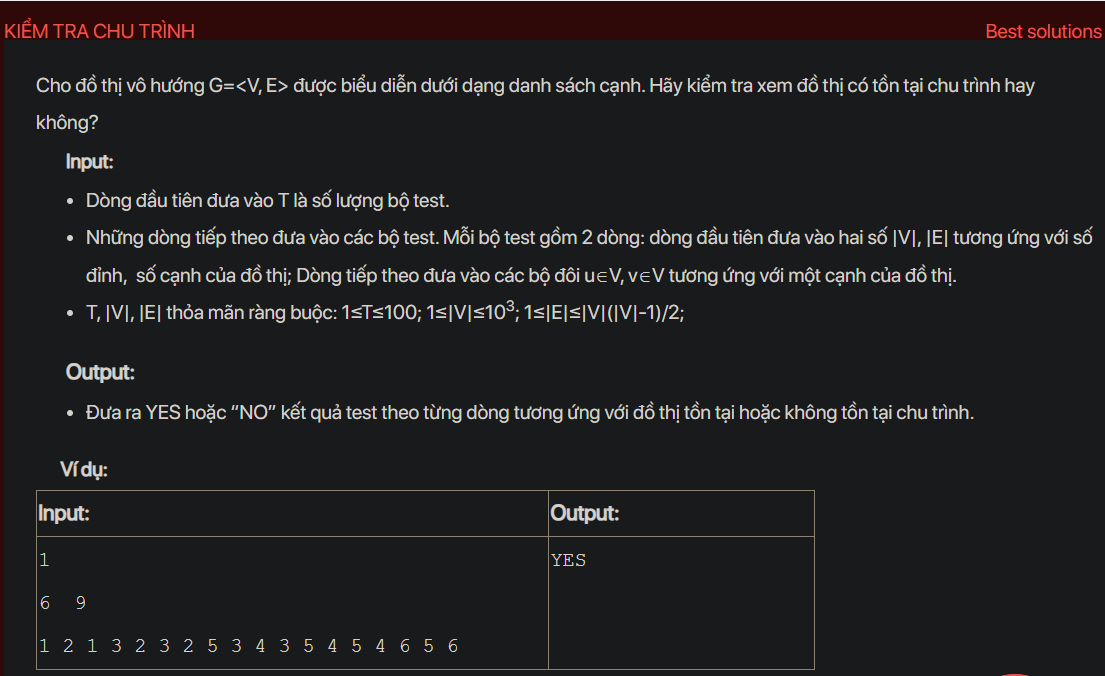 KIỂM TRA CHU TRÌNH
Best solutions
Cho đồ thị vô hướng G=<V, E> được biểu diễn dưới dạng danh sách cạnh. Hãy kiểm tra xem đồ thị có tồn tại chu trình hay
không?
Input:
• Dòng đầu tiên đưa vào T là số lượng bộ test.
• Những dòng tiếp theo đưa vào các bộ test. Mỗi bộ test gồm 2 dòng: dòng đầu tiên đưa vào hai số |V|, |E| tương ứng với số
đỉnh, số cạnh của đồ thị; Dòng tiếp theo đưa vào các bộ đôi u∈V, v∈V tương ứng với một cạnh của đồ thị.
• T, |V|, |E| thỏa mãn ràng buộc: 1≤T≤100; 1≤|V|≤10³; 1≤|E|≤|V|(|V|-1)/2;
Output:
• Đưa ra YES hoặc “NO” kết quả test theo từng dòng tương ứng với đồ thị tồn tại hoặc không tồn tại chu trình.
Ví dụ:
Input: Output:
1 YES
6 9
1 2 1 3 2 3 2 5 3 4 3 5 4 5 4 6 5 6